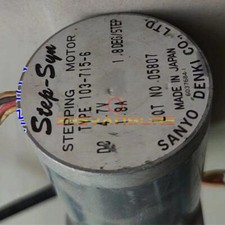 Step-Syn
STEPPING MOTOR
TYPE 103-715-6
1.8DEG/STEP
DC 4.7V
LOT NO.05807
MADE IN JAPAN
SANYO DENKI CO., LTD.